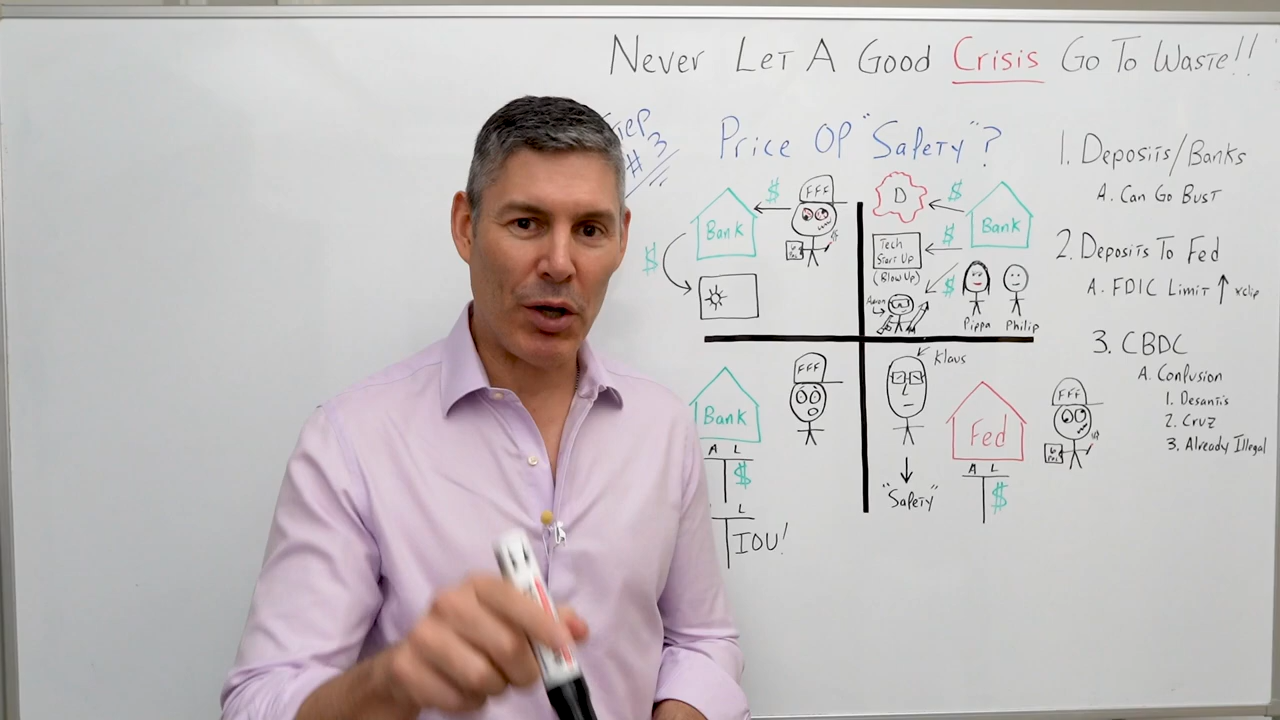 Never Let A Good Crisis Go To Waste!!
Step
# 3
Price Of "Safety"?
$
FFF
Bank
$
D
$
Bank
Tech
Start Up
(Blow Up)
$
$
Aaron
Pippa
Philip
FFF
Bank
A L
$
L
IOU!
Klaus
"Safety"
Fed
A L
$
FFF
1. Deposits/Banks
A. Can Go Bust
2. Deposits To Fed
A. FDIC Limit ↑ xclip
3. CBDC
A. Confusion
1. Desantis
2. Cruz
3. Already Illegal